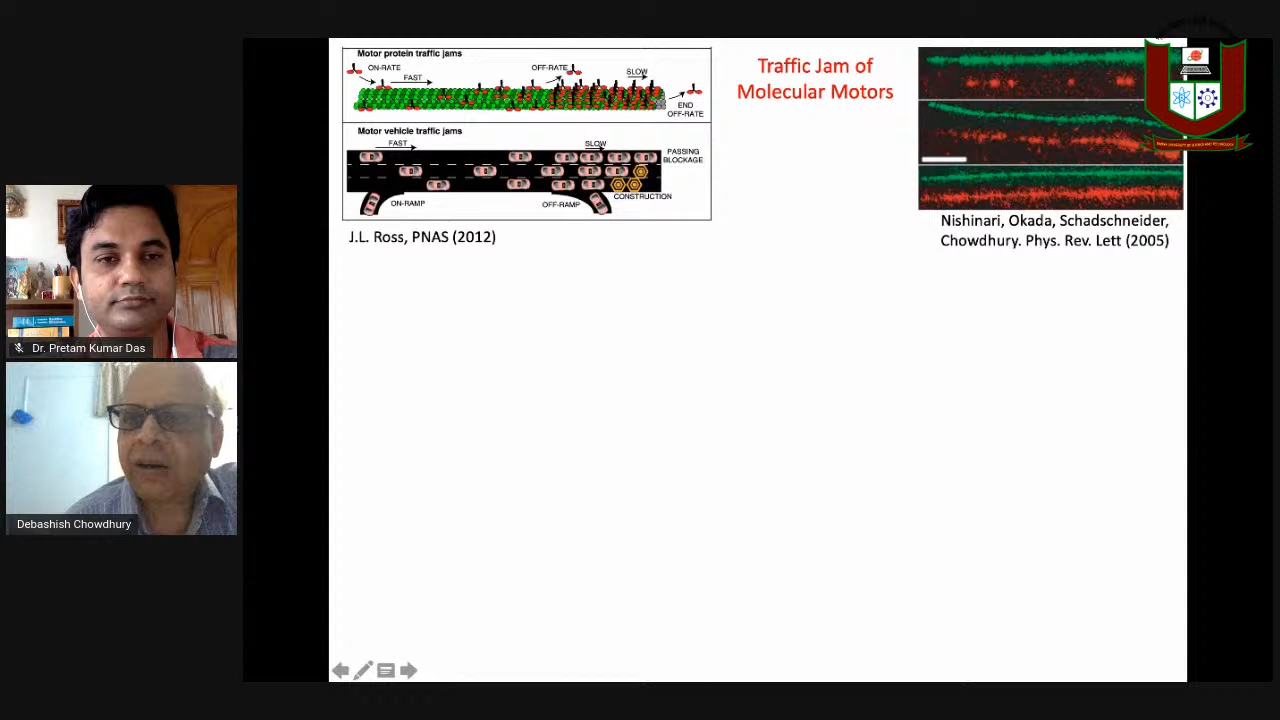 Motor protein traffic jams
ON-RATE
FAST
OFF-RATE
SLOW
END
OFF-RATE
Motor vehicle traffic jams
FAST
SLOW
PASSING
BLOCKAGE
ON-RAMP
OFF-RAMP
CONSTRUCTION
J.L. Ross, PNAS (2012)
Traffic Jam of
Molecular Motors
Nishinari, Okada, Schadschneider,
Chowdhury. Phys. Rev. Lett (2005)
Dr. Pretam Kumar Das
Debashish Chowdhury